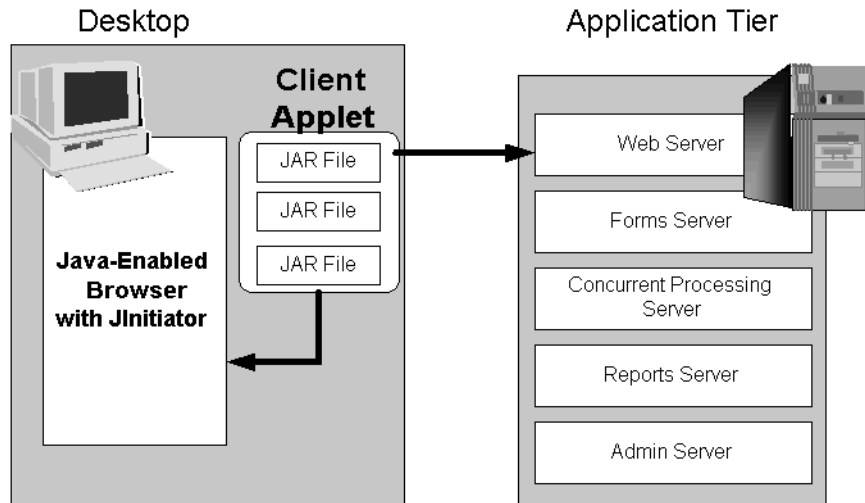 Desktop
Application Tier
Client
Applet
JAR File
JAR File
JAR File
Java-Enabled
Browser
with JInitiator
Web Server
Forms Server
Concurrent Processing
Server
Reports Server
Admin Server